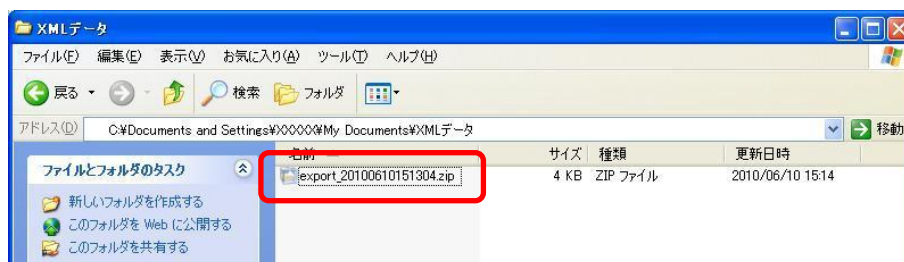 XMLデータ
ファイル(F) 編集(E) 表示(V) お気に入り(A) ツール(T) ヘルプ(H)
戻る 検索 フォルダ
アドレス(D) C:¥Documents and Settings¥XXXXX¥My Documents¥XMLデータ 移動
名前 サイズ 種類 更新日時
ファイルとフォルダのタスク export_20100610151304.zip 4 KB ZIP ファイル 2010/06/10 15:14
新しいフォルダを作成する
このフォルダを Web に公開する
このフォルダを共有する